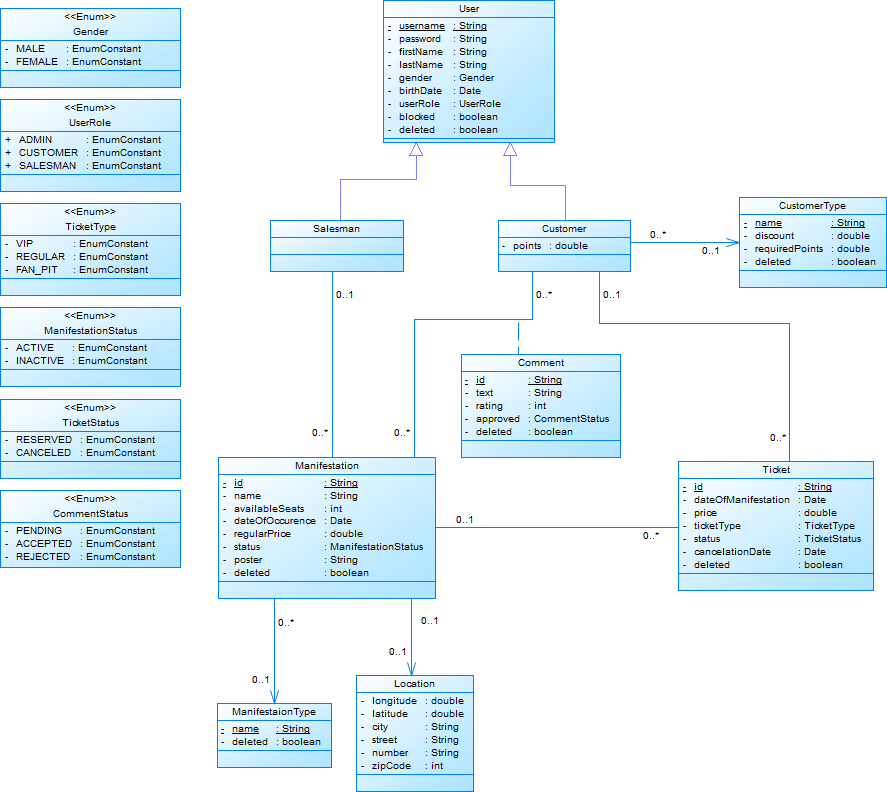 <<Enum>>
Gender
- MALE : EnumConstant
- FEMALE : EnumConstant
<<Enum>>
UserRole
+ ADMIN : EnumConstant
+ CUSTOMER : EnumConstant
+ SALESMAN : EnumConstant
<<Enum>>
TicketType
- VIP : EnumConstant
- REGULAR : EnumConstant
- FAN_PIT : EnumConstant
<<Enum>>
ManifestationStatus
- ACTIVE : EnumConstant
- INACTIVE : EnumConstant
<<Enum>>
TicketStatus
- RESERVED : EnumConstant
- CANCELED : EnumConstant
<<Enum>>
CommentStatus
- PENDING : EnumConstant
- ACCEPTED : EnumConstant
- REJECTED : EnumConstant
User
- username : String
- password : String
- firstName : String
- lastName : String
- gender : Gender
- birthDate : Date
- userRole : UserRole
- blocked : boolean
- deleted : boolean
Salesman
Customer
- points : double
0..*
0..1
CustomerType
- name : String
- discount : double
- requiredPoints : double
- deleted : boolean
0..1
0..*
0..1
Comment
- id : String
- text : String
- rating : int
- approved : CommentStatus
- deleted : boolean
0..*
0..*
0..*
Manifestation
- id : String
- name : String
- availableSeats : int
- dateOfOccurence : Date
- regularPrice : double
- status : ManifestationStatus
- poster : String
- deleted : boolean
0..1
0..*
Ticket
- id : String
- dateOfManifestation : Date
- price : double
- ticketType : TicketType
- status : TicketStatus
- cancelationDate : Date
- deleted : boolean
0..*
0..1
0..1
0..1
ManifestaionType
- name : String
- deleted : boolean
Location
- longitude : double
- latitude : double
- city : String
- street : String
- number : String
- zipCode : int